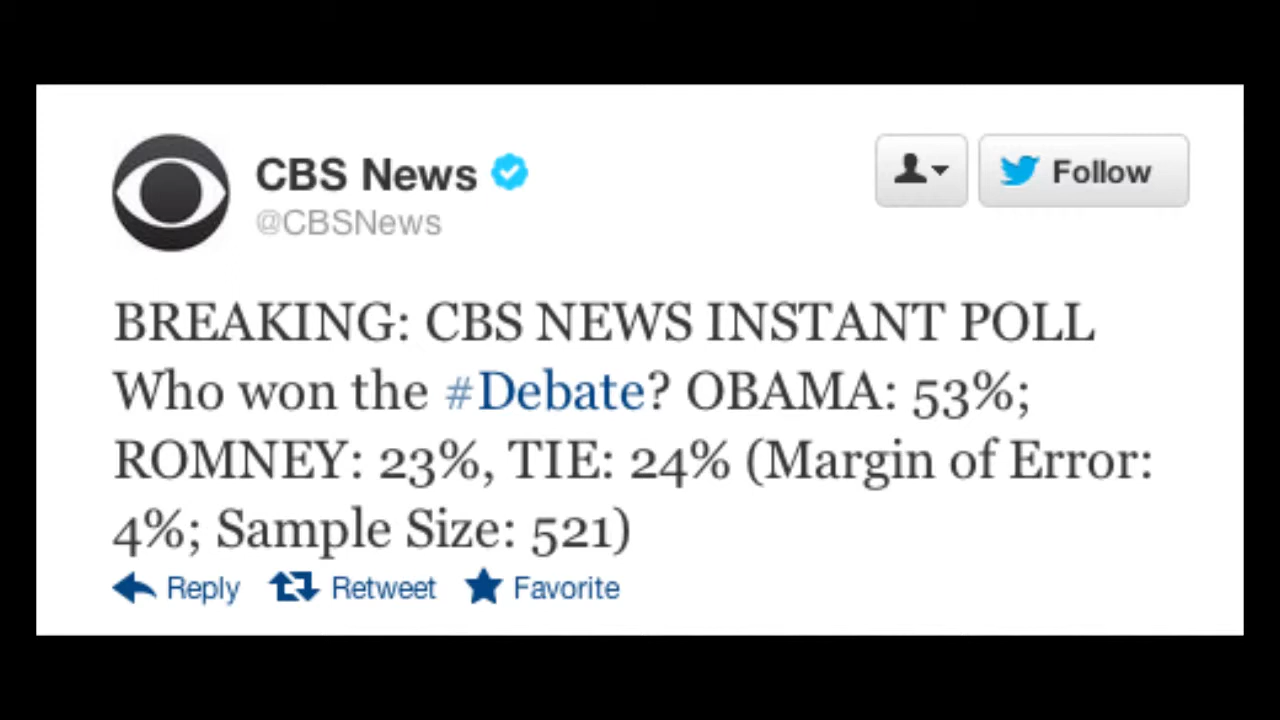 CBS News
@CBSNews
Follow
BREAKING: CBS NEWS INSTANT POLL
Who won the #Debate? OBAMA: 53%;
ROMNEY: 23%, TIE: 24% (Margin of Error:
4%; Sample Size: 521)
Reply Retweet Favorite